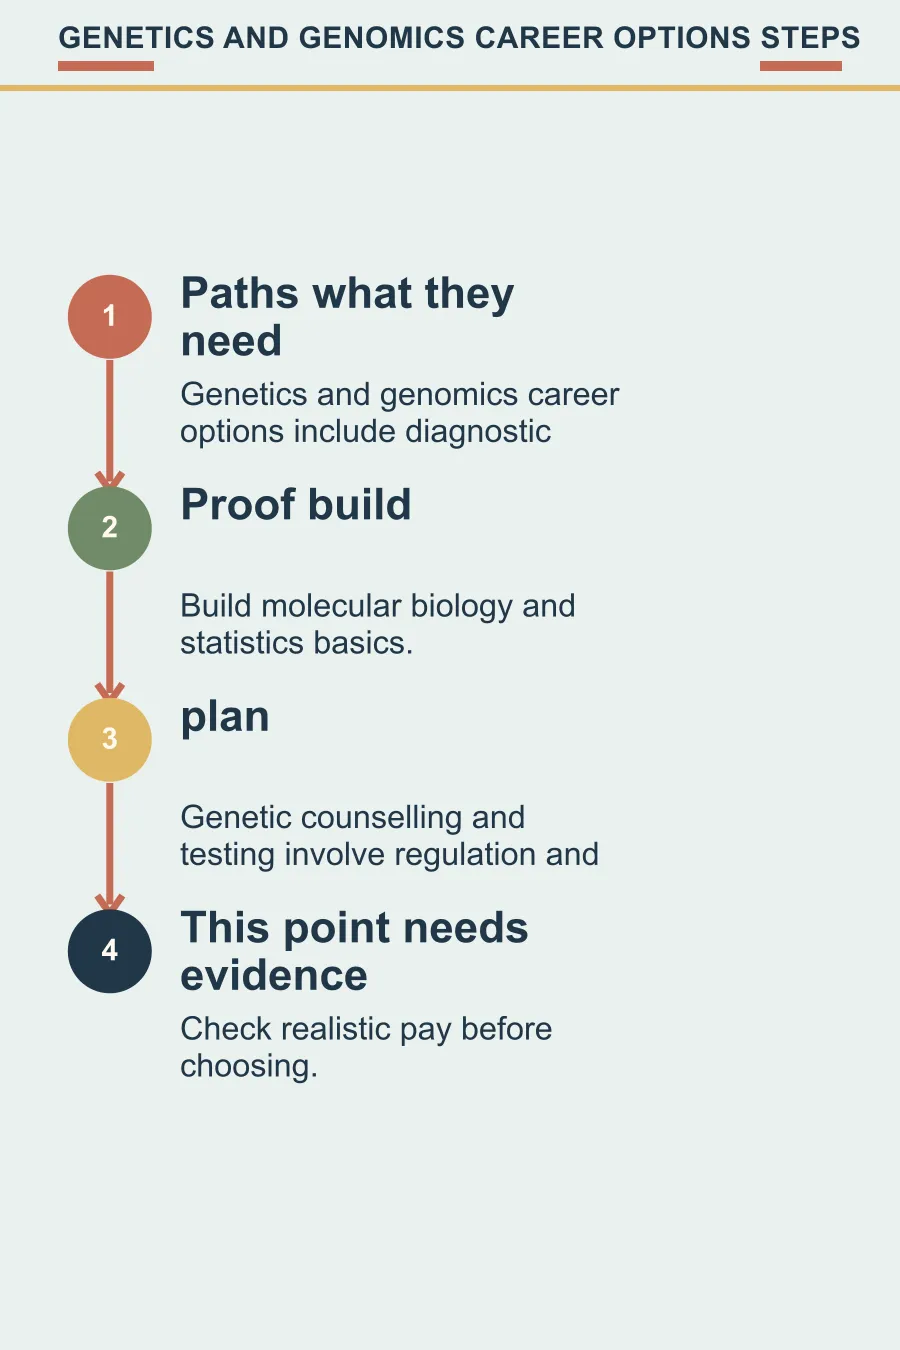 GENETICS AND GENOMICS CAREER OPTIONS STEPS
1
Paths what they
need
Genetics and genomics career
options include diagnostic
2
Proof build
Build molecular biology and
statistics basics.
3
plan
Genetic counselling and
testing involve regulation and
4
This point needs
evidence
Check realistic pay before
choosing.